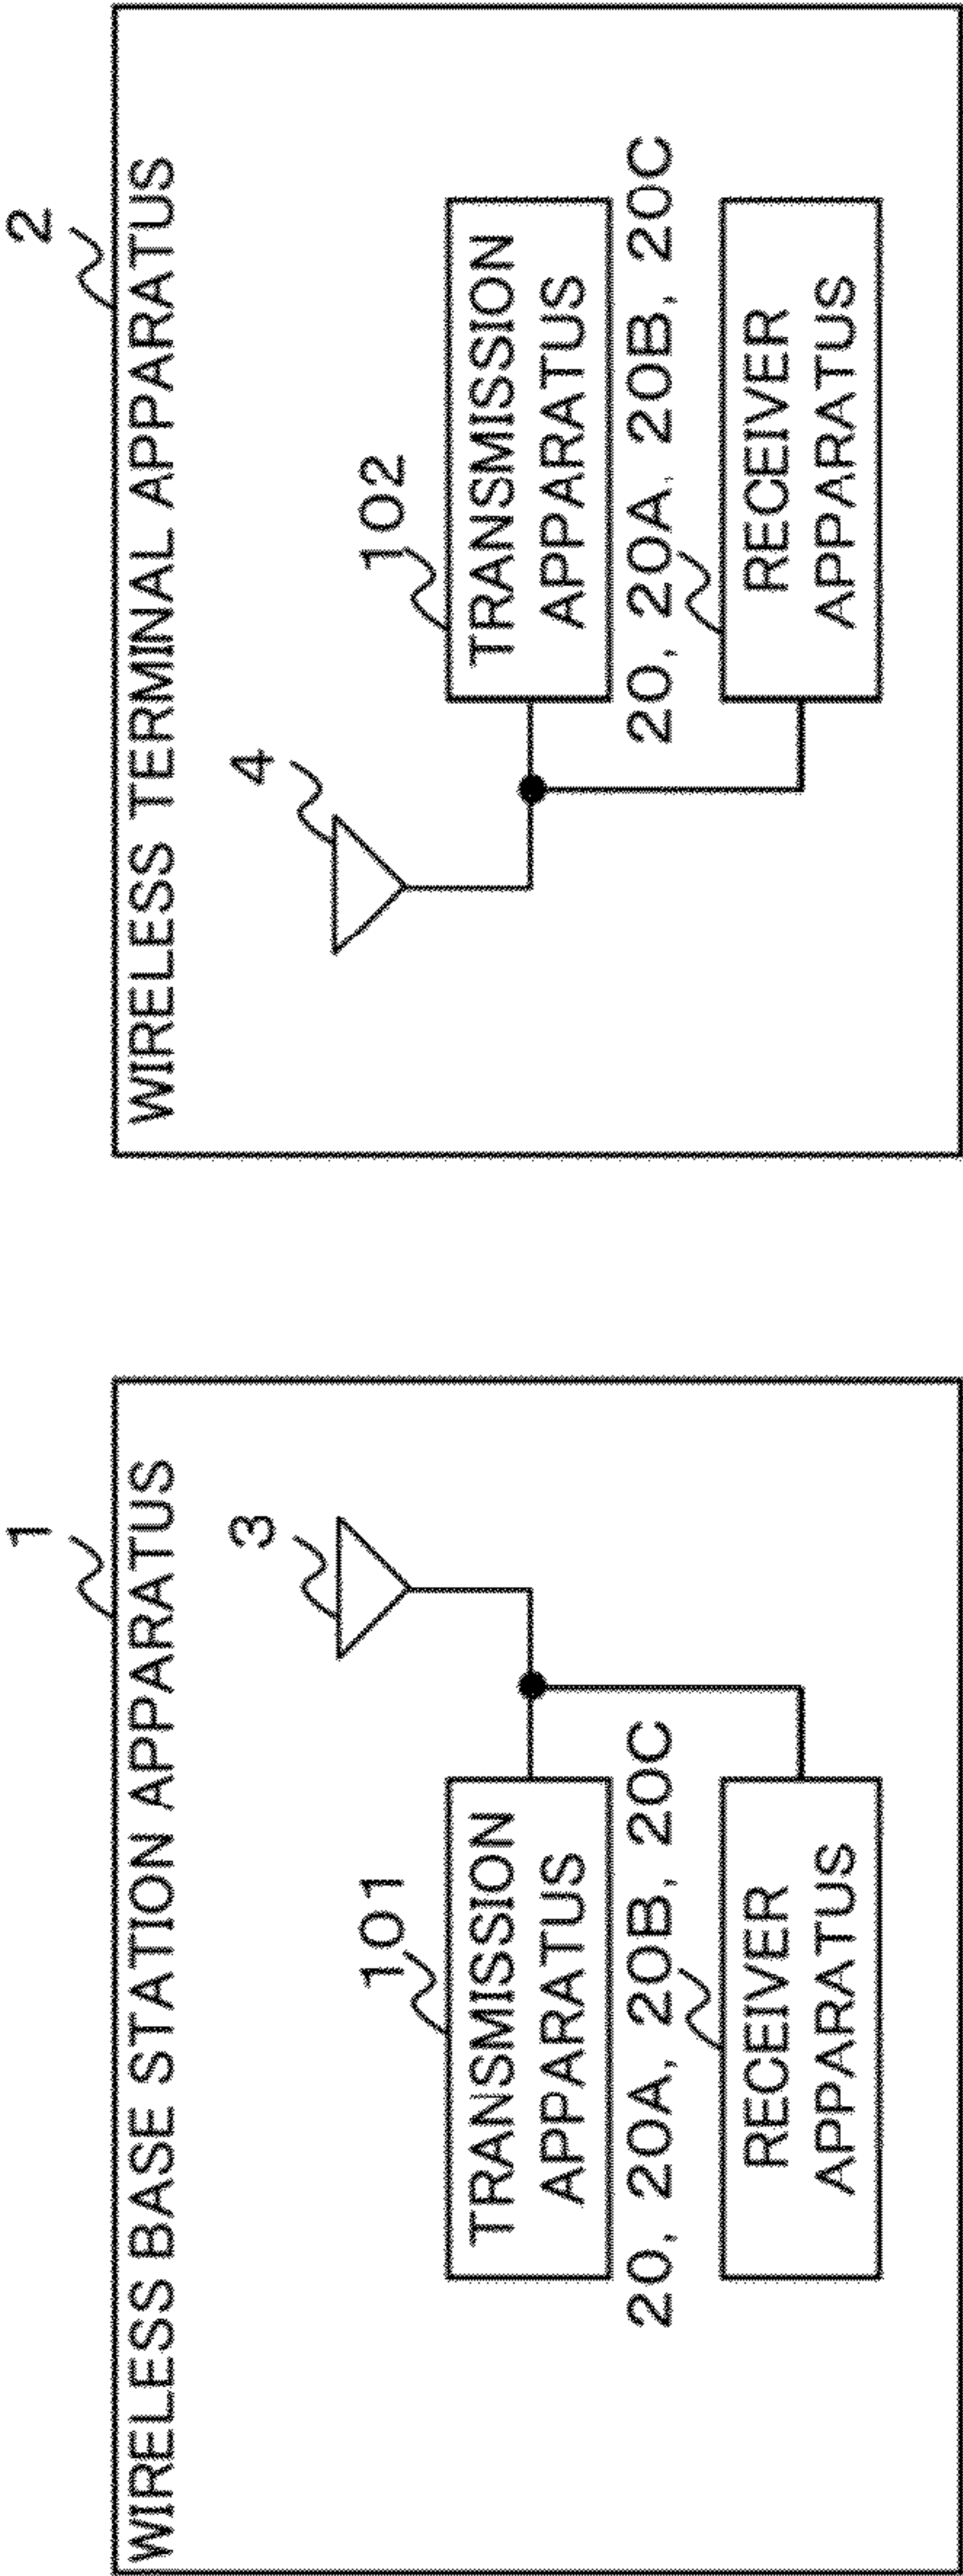 1
WIRELESS BASE STATION APPARATUS
3
101
TRANSMISSION
APPARATUS
20, 20A, 20B, 20C
RECEIVER
APPARATUS
2
WIRELESS TERMINAL APPARATUS
4
102
TRANSMISSION
APPARATUS
20, 20A, 20B, 20C
RECEIVER
APPARATUS